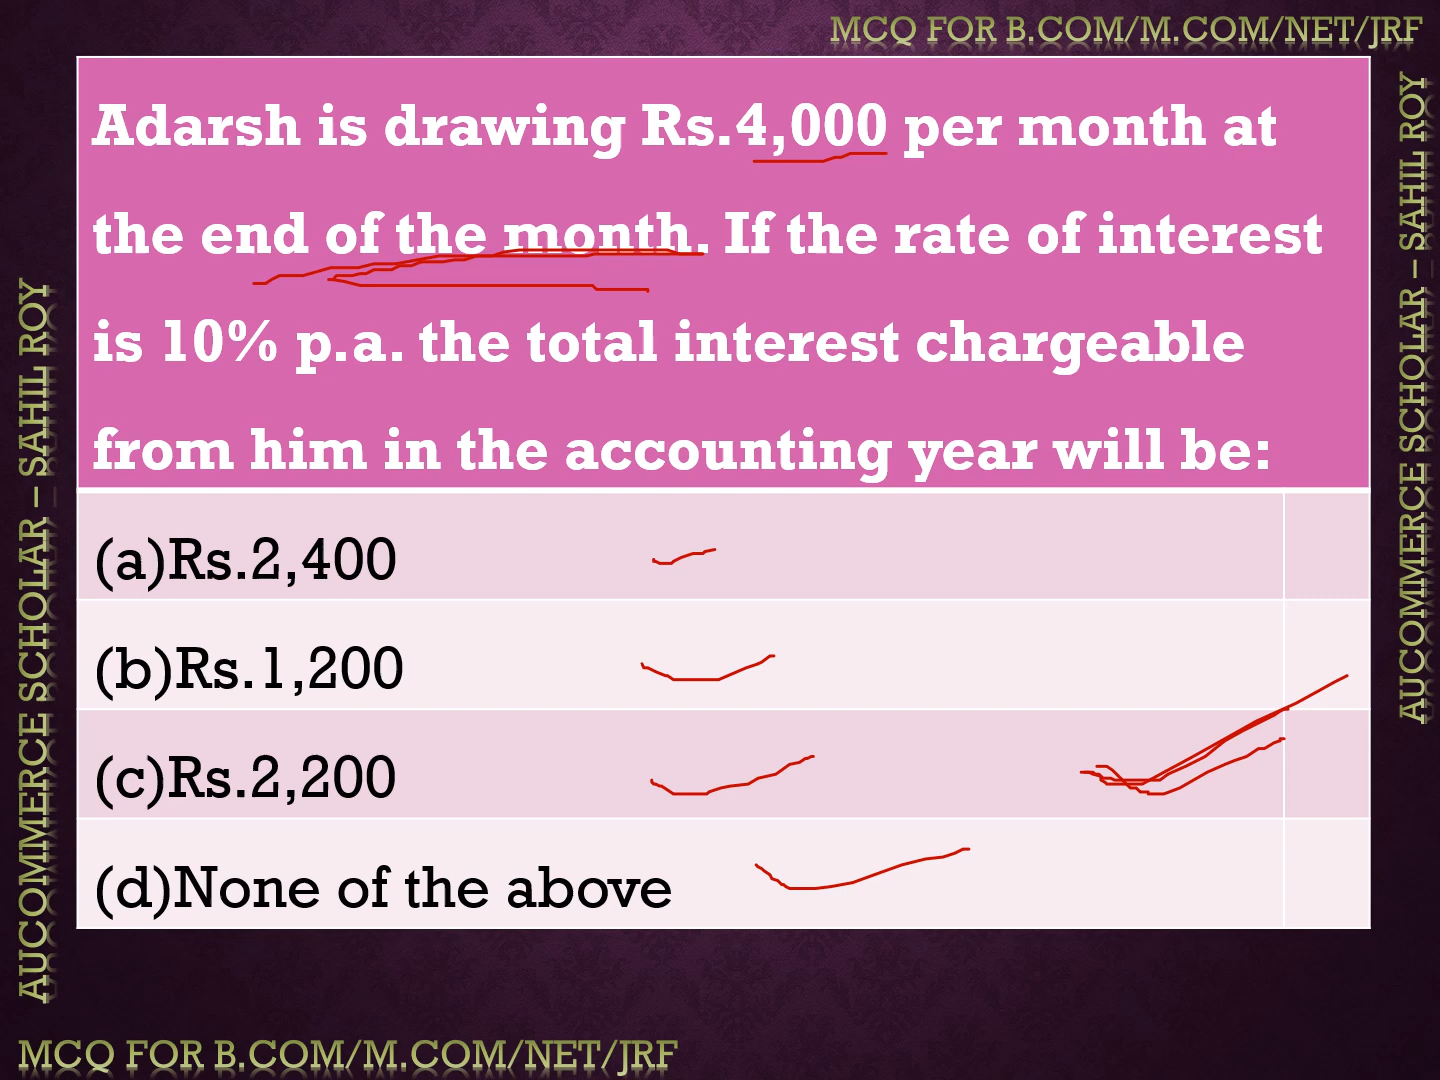 MCQ FOR B.COM/M.COM/NET/JRF
Adarsh is drawing Rs.4,000 per month at
the end of the month. If the rate of interest
is 10% p.a. the total interest chargeable
from him in the accounting year will be:
(a)Rs.2,400
(b)Rs.1,200
(c)Rs.2,200
(d)None of the above
AUCOMMERCE SCHOLAR – SAHIL ROY
AUCOMMERCE SCHOLAR – SAHIL ROY
MCQ FOR B.COM/M.COM/NET/JRF